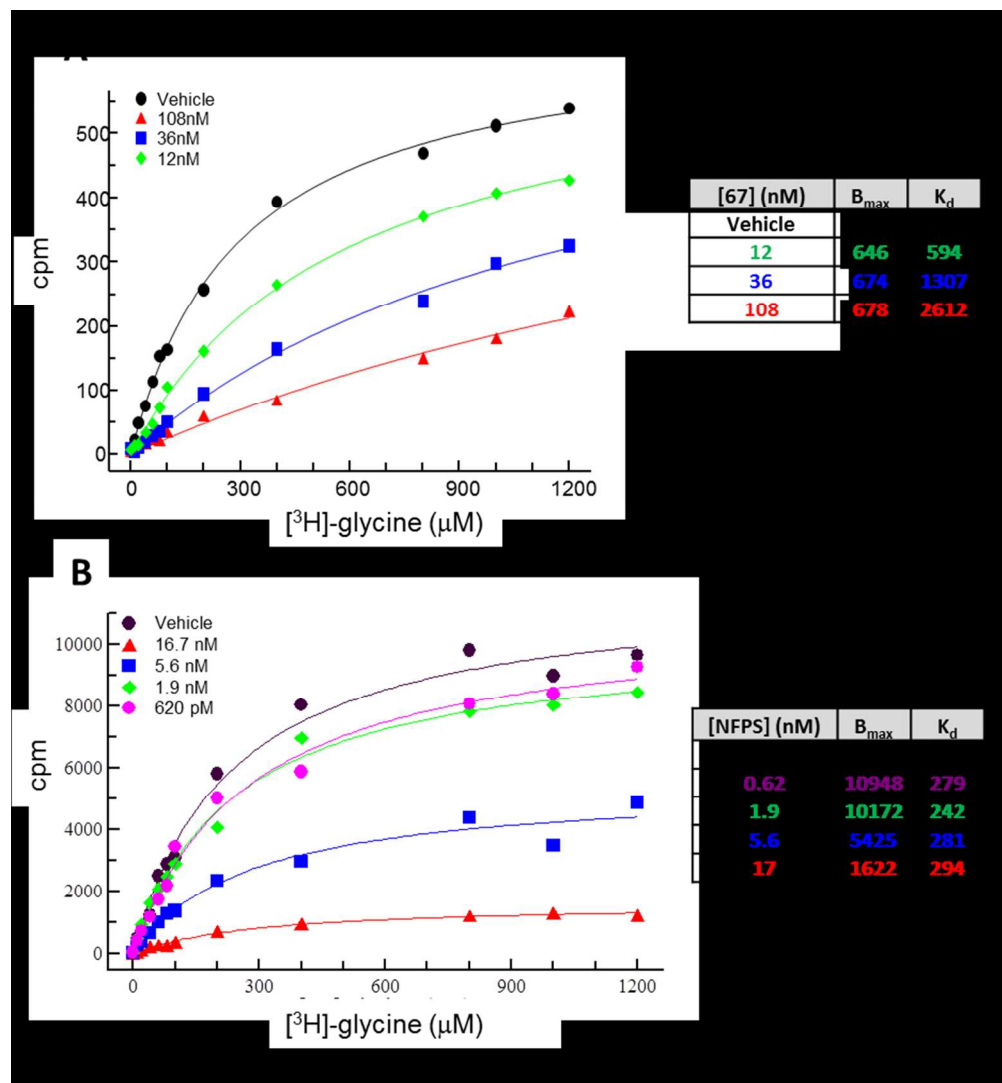 Vehicle
108nM
36nM
12nM
500
400
300
200
100
0
cpm
0 300 600 900 1200
[³H]-glycine (μM)
[67] (nM) Bmax Kd
Vehicle
12 646 594
36 674 1307
108 678 2612
B
Vehicle
16.7 nM
5.6 nM
1.9 nM
620 pM
10000
8000
6000
4000
2000
0
cpm
0 300 600 900 1200
[³H]-glycine (μM)
[NFPS] (nM) Bmax Kd
0.62 10948 279
1.9 10172 242
5.6 5425 281
17 1622 294